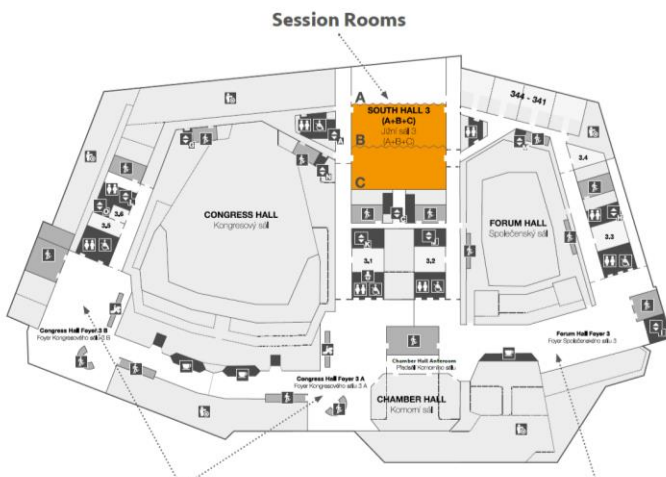 Session Rooms
344 - 341
A
SOUTH HALL 3
(A+B+C)
Jižní sál 3
(A+B+C)
B
C
3.4
3.6
3.5
CONGRESS HALL
Kongresový sál
FORUM HALL
Společenský sál
3.3
3.1
3.2
Congress Hall Foyer 3 B
Foyer Kongresového sálu 3 B
Forum Hall Foyer 3
Foyer Společenského sálu 3
Chamber Hall Anteroom
Předsálí Komorního sálu
Congress Hall Foyer 3 A
Foyer Kongresového sálu 3 A
CHAMBER HALL
Komorní sál